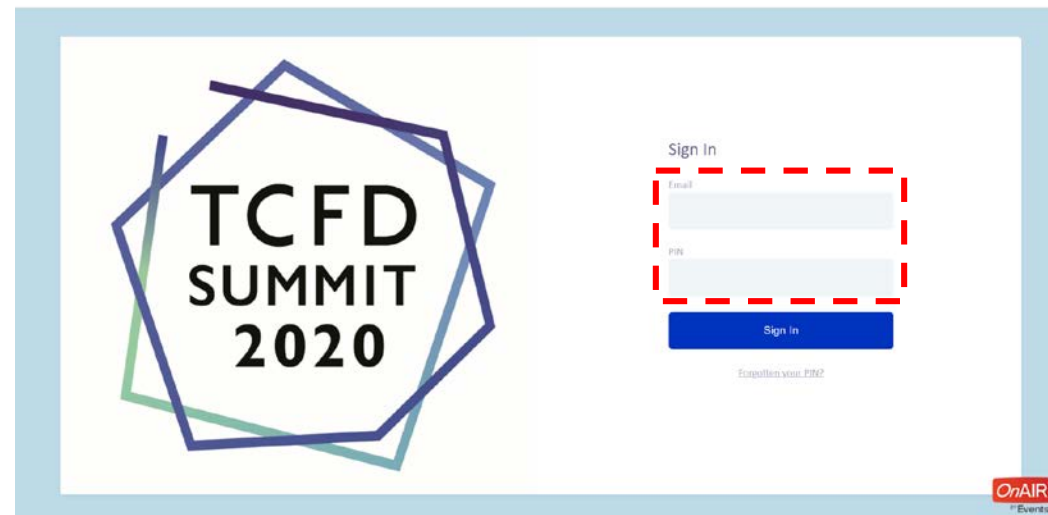 TCFD
SUMMIT
2020
Sign In
Email
PIN
Sign In
Forgotten your PIN?
OnAIR
Events